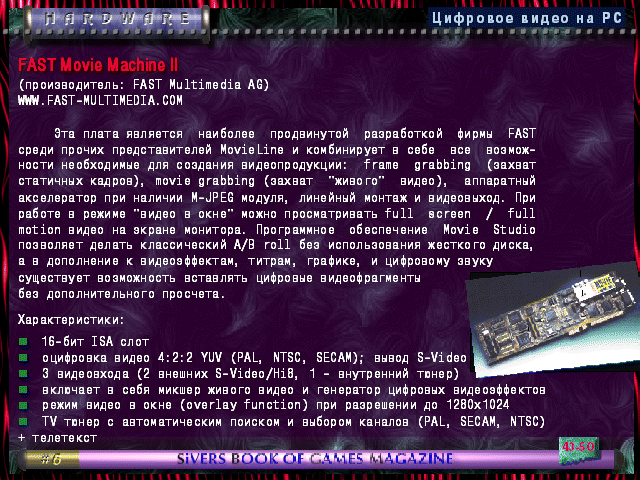 HARDWARE
Цифровое видео на PC
FAST Movie Machine II
(производитель: FAST Multimedia AG)
WWW.FAST-MULTIMEDIA.COM
Эта плата является наиболее продвинутой разработкой фирмы FAST
среди прочих представителей MovieLine и комбинирует в себе все возмож-
ности необходимые для создания видеопродукции: frame grabbing (захват
статичных кадров), movie grabbing (захват "живого" видео), аппаратный
акселератор при наличии M-JPEG модуля, линейный монтаж и видеовыход. При
работе в режиме "видео в окне" можно просматривать full screen / full
motion видео на экране монитора. Программное обеспечение Movie Studio
позволяет делать классический A/B roll без использования жесткого диска,
а в дополнение к видеоэффектам, титрам, графике, и цифровому звуку
существует возможность вставлять цифровые видеофрагменты
без дополнительного просчета.
Характеристики:
16-бит ISA слот
оцифровка видео 4:2:2 YUV (PAL, NTSC, SECAM); вывод S-Video
3 видеовхода (2 внешних S-Video/Hi8, 1 - внутренний тюнер)
включает в себя микшер живого видео и генератор цифровых видеоэффектов
режим видео в окне (overlay function) при разрешении до 1280x1024
TV тюнер с автоматическим поиском и выбором каналов (PAL, SECAM, NTSC)
+ телетекст
#6
SIVERS BOOK OF GAMES MAGAZINE